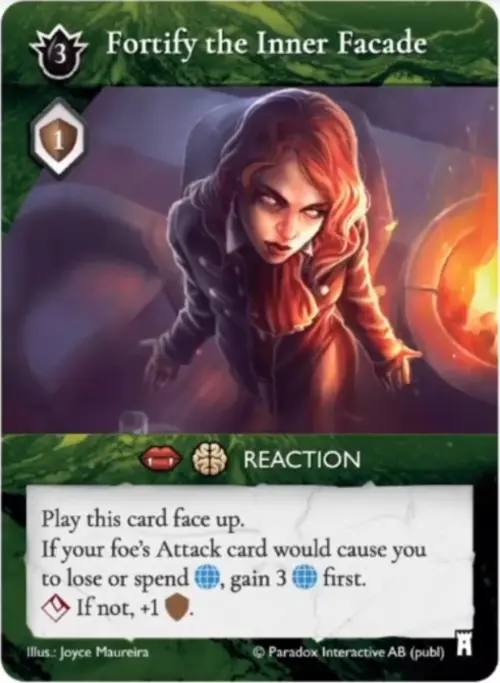 3
Fortify the Inner Facade
1
REACTION
Play this card face up.
If your foe's Attack card would cause you
to lose or spend , gain 3 first.
If not, +1 .
Illus.: Joyce Maureira
© Paradox Interactive AB (publ)